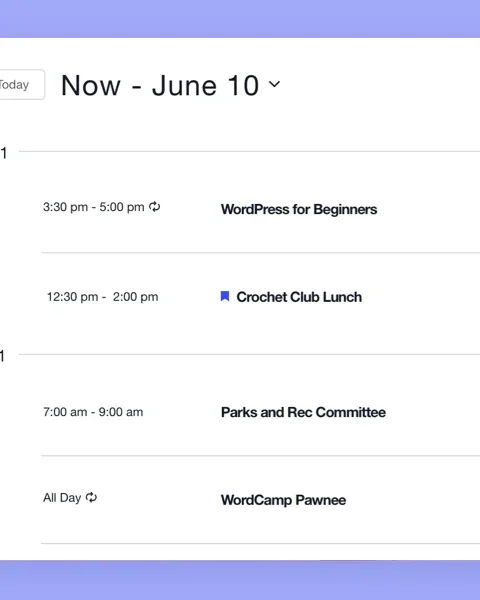 Today
Now - June 10
1
3:30 pm - 5:00 pm
WordPress for Beginners
12:30 pm - 2:00 pm
Crochet Club Lunch
1
7:00 am - 9:00 am
Parks and Rec Committee
All Day
WordCamp Pawnee